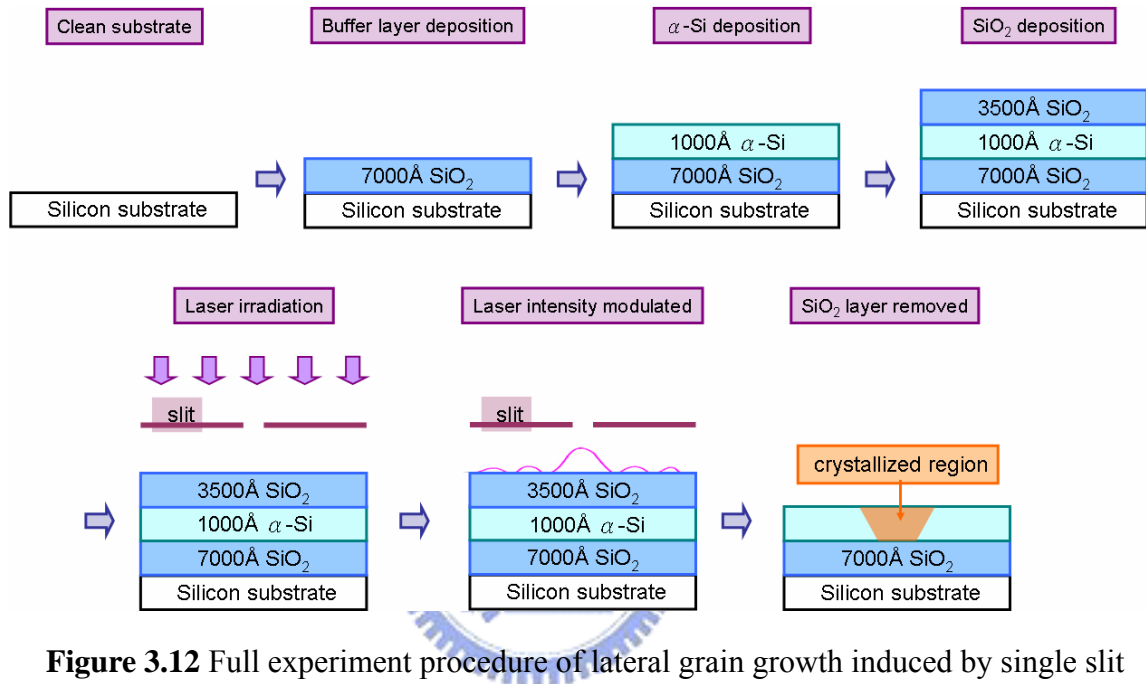 Clean substrate
Buffer layer deposition
α-Si deposition
SiO₂ deposition
Silicon substrate
7000Å SiO₂
Silicon substrate
1000Å α-Si
7000Å SiO₂
Silicon substrate
3500Å SiO₂
1000Å α-Si
7000Å SiO₂
Silicon substrate
Laser irradiation
Laser intensity modulated
SiO₂ layer removed
slit
3500Å SiO₂
1000Å α-Si
7000Å SiO₂
Silicon substrate
slit
3500Å SiO₂
1000Å α-Si
7000Å SiO₂
Silicon substrate
crystallized region
7000Å SiO₂
Silicon substrate
Figure 3.12 Full experiment procedure of lateral grain growth induced by single slit